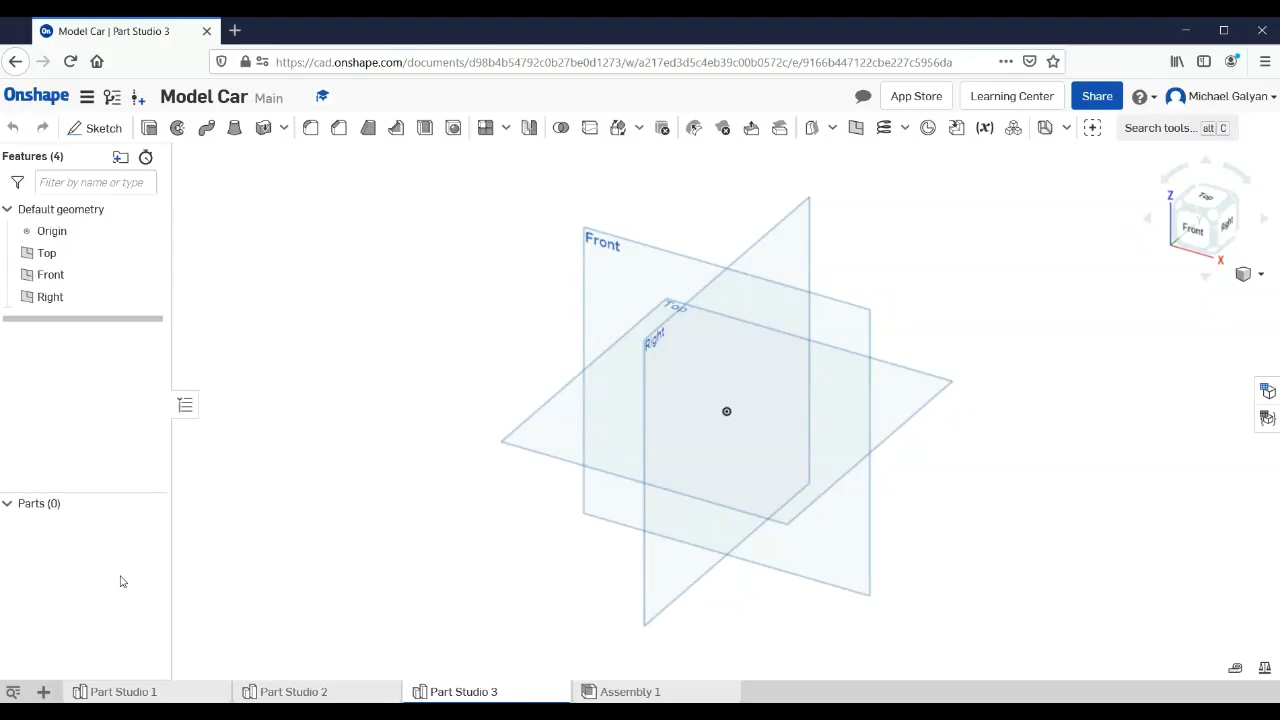 Model Car | Part Studio 3
https://cad.onshape.com/documents/d98b4b5479510b27be0d1273/w/a217ed3d5c4eb39c00b0572c/e/9166b447122cbe227c5956da
Onshape
Model Car Main
App Store
Learning Center
Share
Michael Galyan
Sketch
Search tools... alt C
Features (4)
Filter by name or type
Default geometry
Origin
Top
Front
Right
Parts (0)
Front
Top
Right
Z
Top
Front
Right
Y
X
Part Studio 1
Part Studio 2
Part Studio 3
Assembly 1